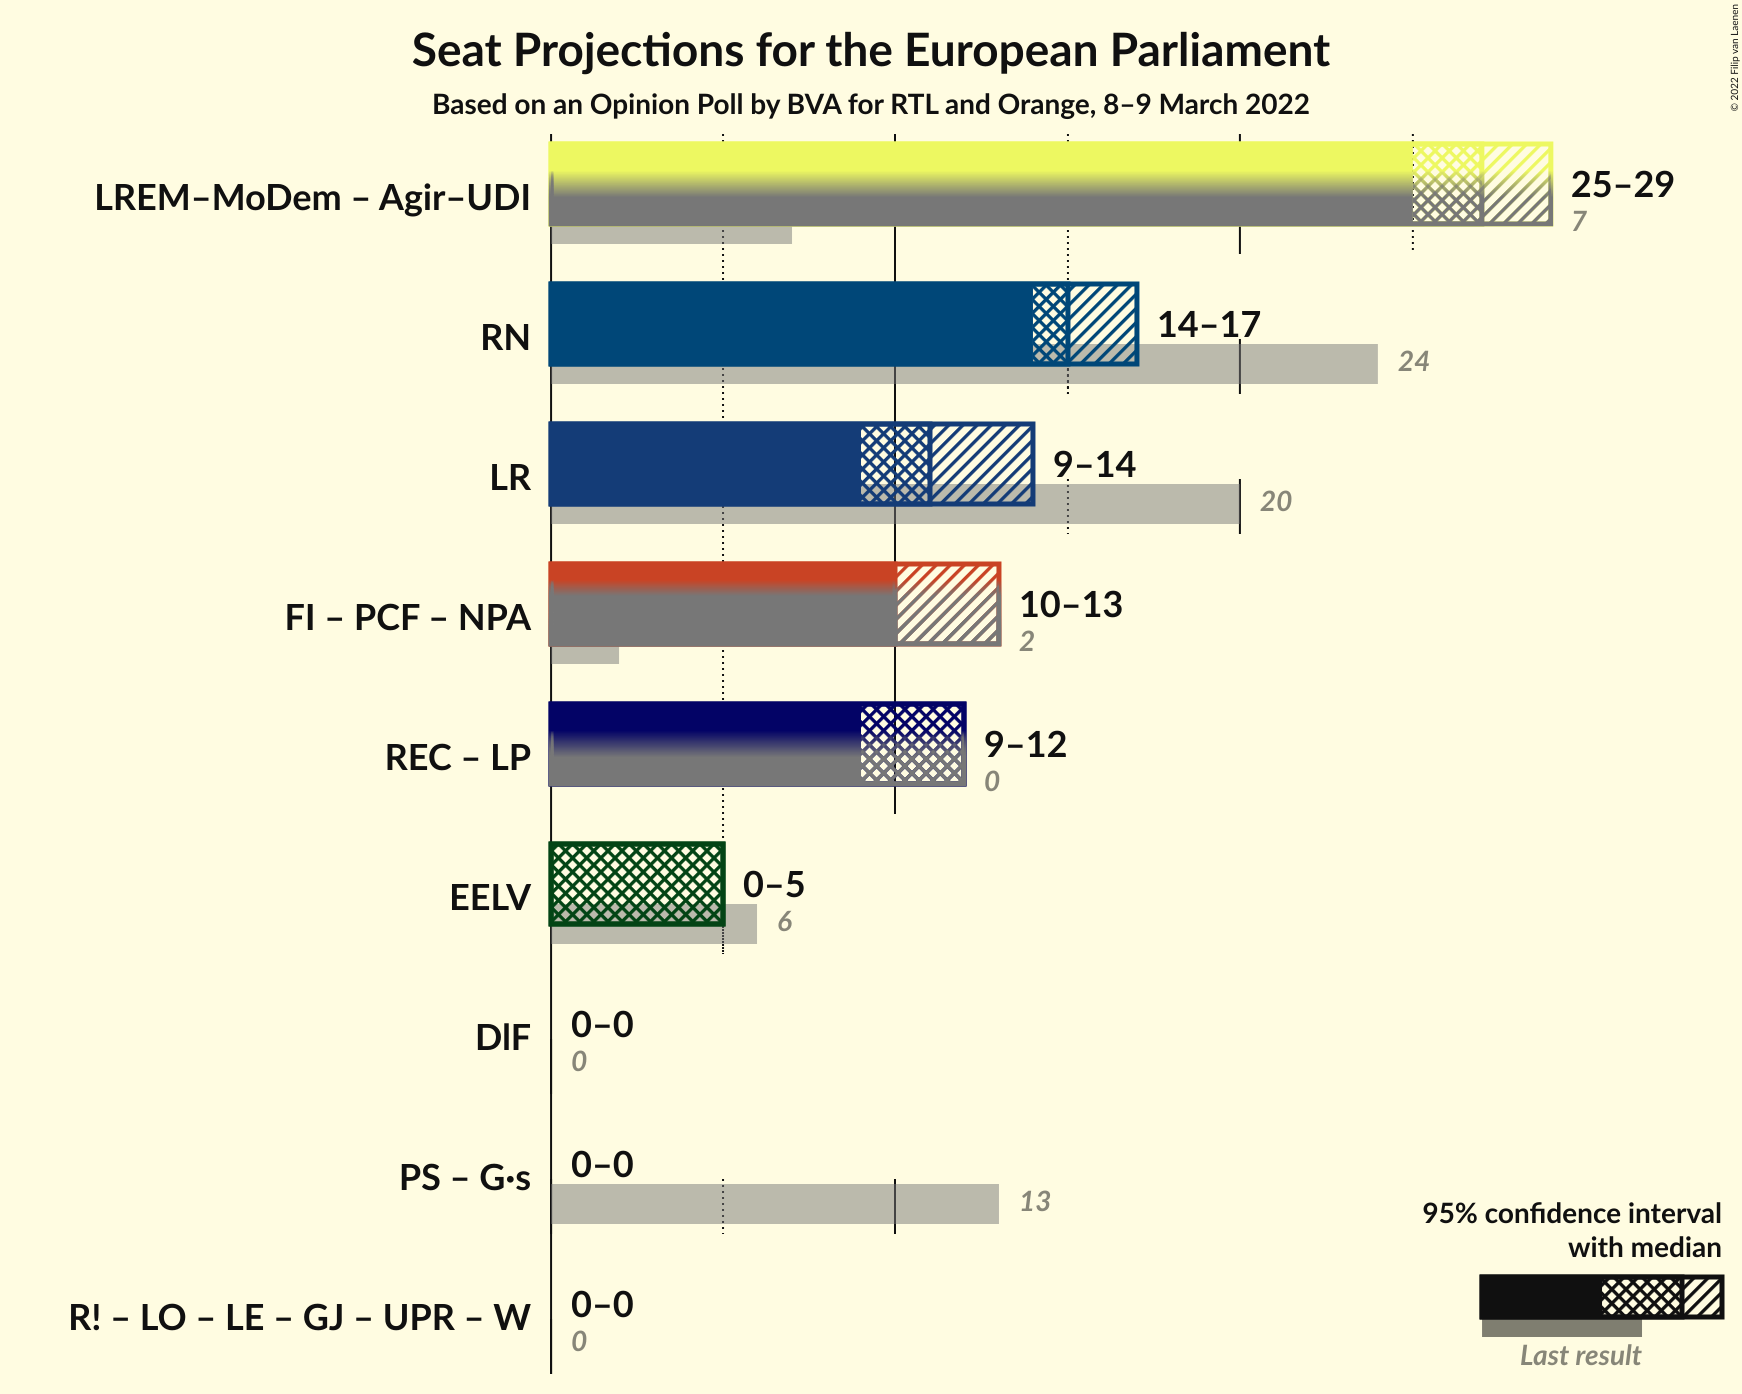 Seat Projections for the European Parliament
Based on an Opinion Poll by BVA for RTL and Orange, 8–9 March 2022
© 2022 Filip van Laenen
LREM–MoDem – Agir–UDI
25–29
7
RN
14–17
24
LR
9–14
20
FI – PCF – NPA
10–13
2
REC – LP
9–12
0
EELV
0–5
6
DlF
0–0
0
PS – G·s
0–0
13
R! – LO – LE – GJ – UPR – W
0–0
0
95% confidence interval
with median
Last result